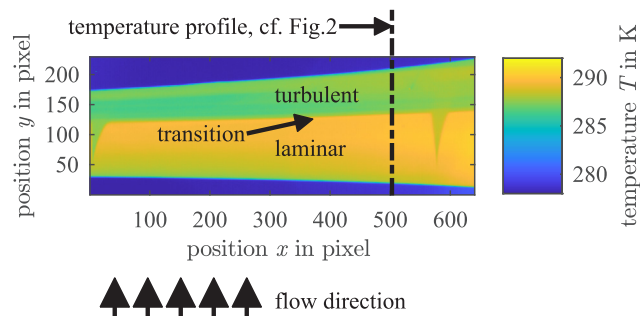 temperature profile, cf. Fig.2
200
150
100
50
turbulent
transition
laminar
100 200 300 400 500 600
position x in pixel
position y in pixel
290
285
280
temperature T in K
flow direction